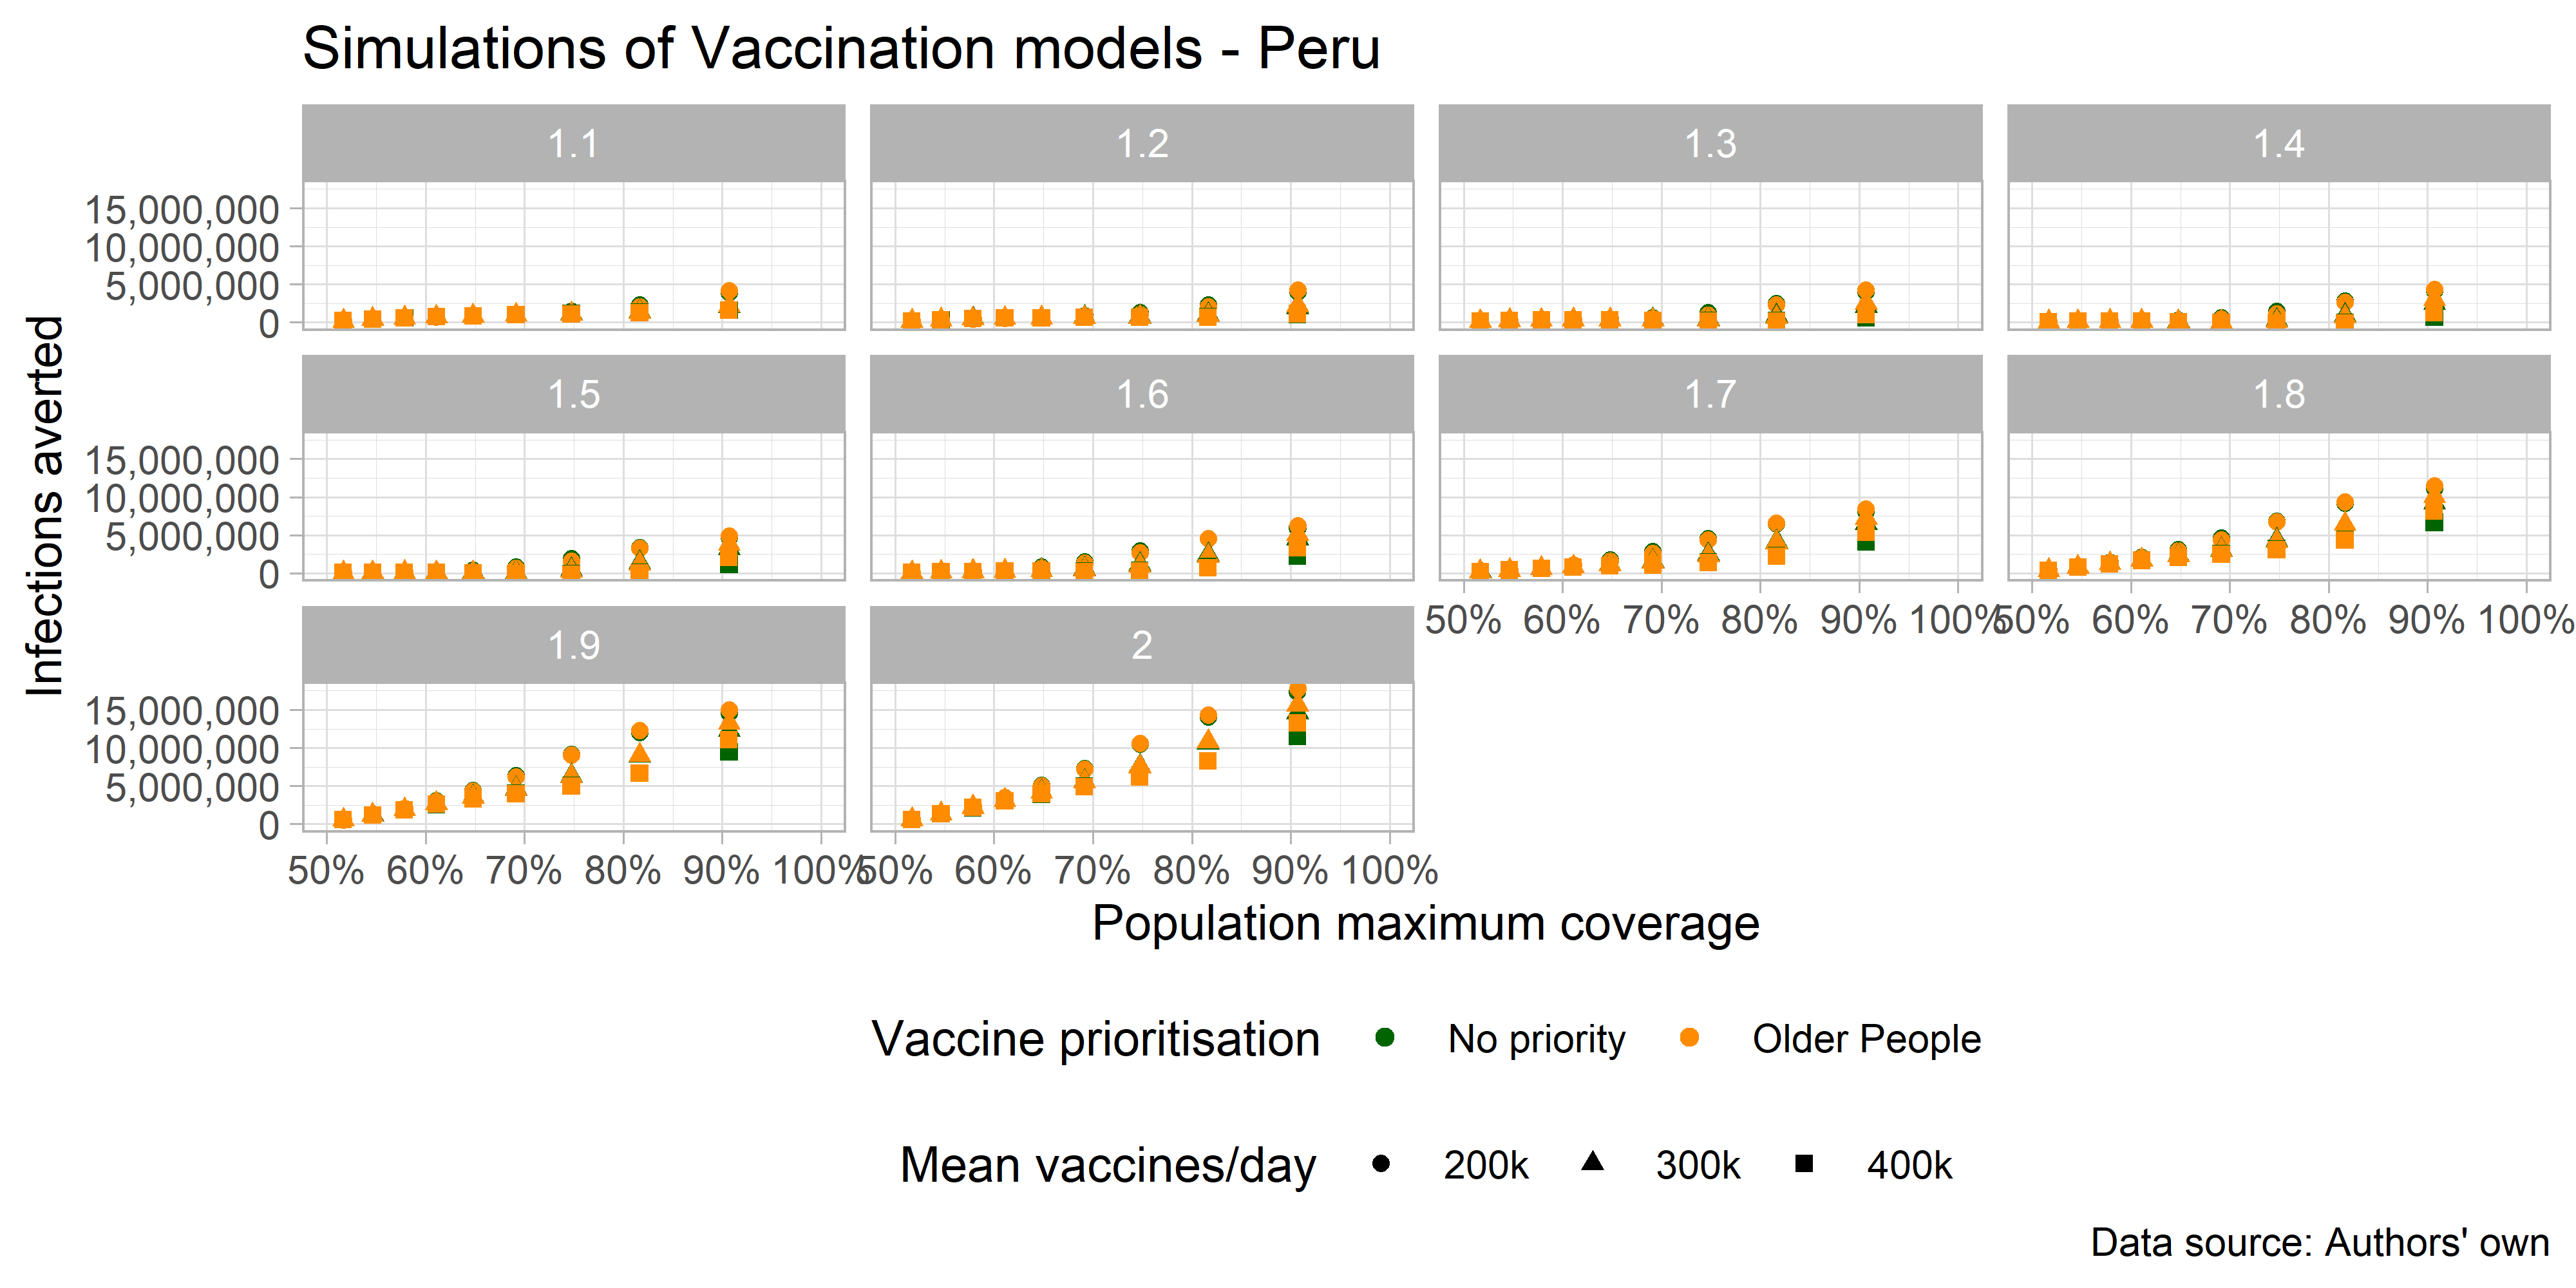 Simulations of Vaccination models - Peru
1.1 1.2 1.3 1.4
15,000,000
10,000,000
5,000,000
0
1.5 1.6 1.7 1.8
15,000,000
10,000,000
5,000,000
0
50% 60% 70% 80% 90% 100% 50% 60% 70% 80% 90% 100%
1.9 2
15,000,000
10,000,000
5,000,000
0
50% 60% 70% 80% 90% 100% 50% 60% 70% 80% 90% 100%
Infections averted
Population maximum coverage
Vaccine prioritisation No priority Older People
Mean vaccines/day 200k 300k 400k
Data source: Authors' own